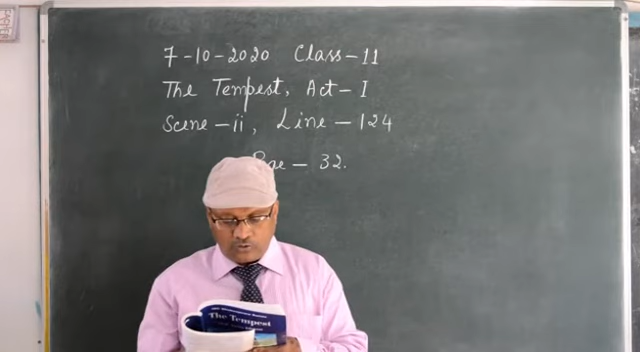 7-10-2020 Class-11
The Tempest, Act-I
Scene-ii, Line-124
32.
The Tempest